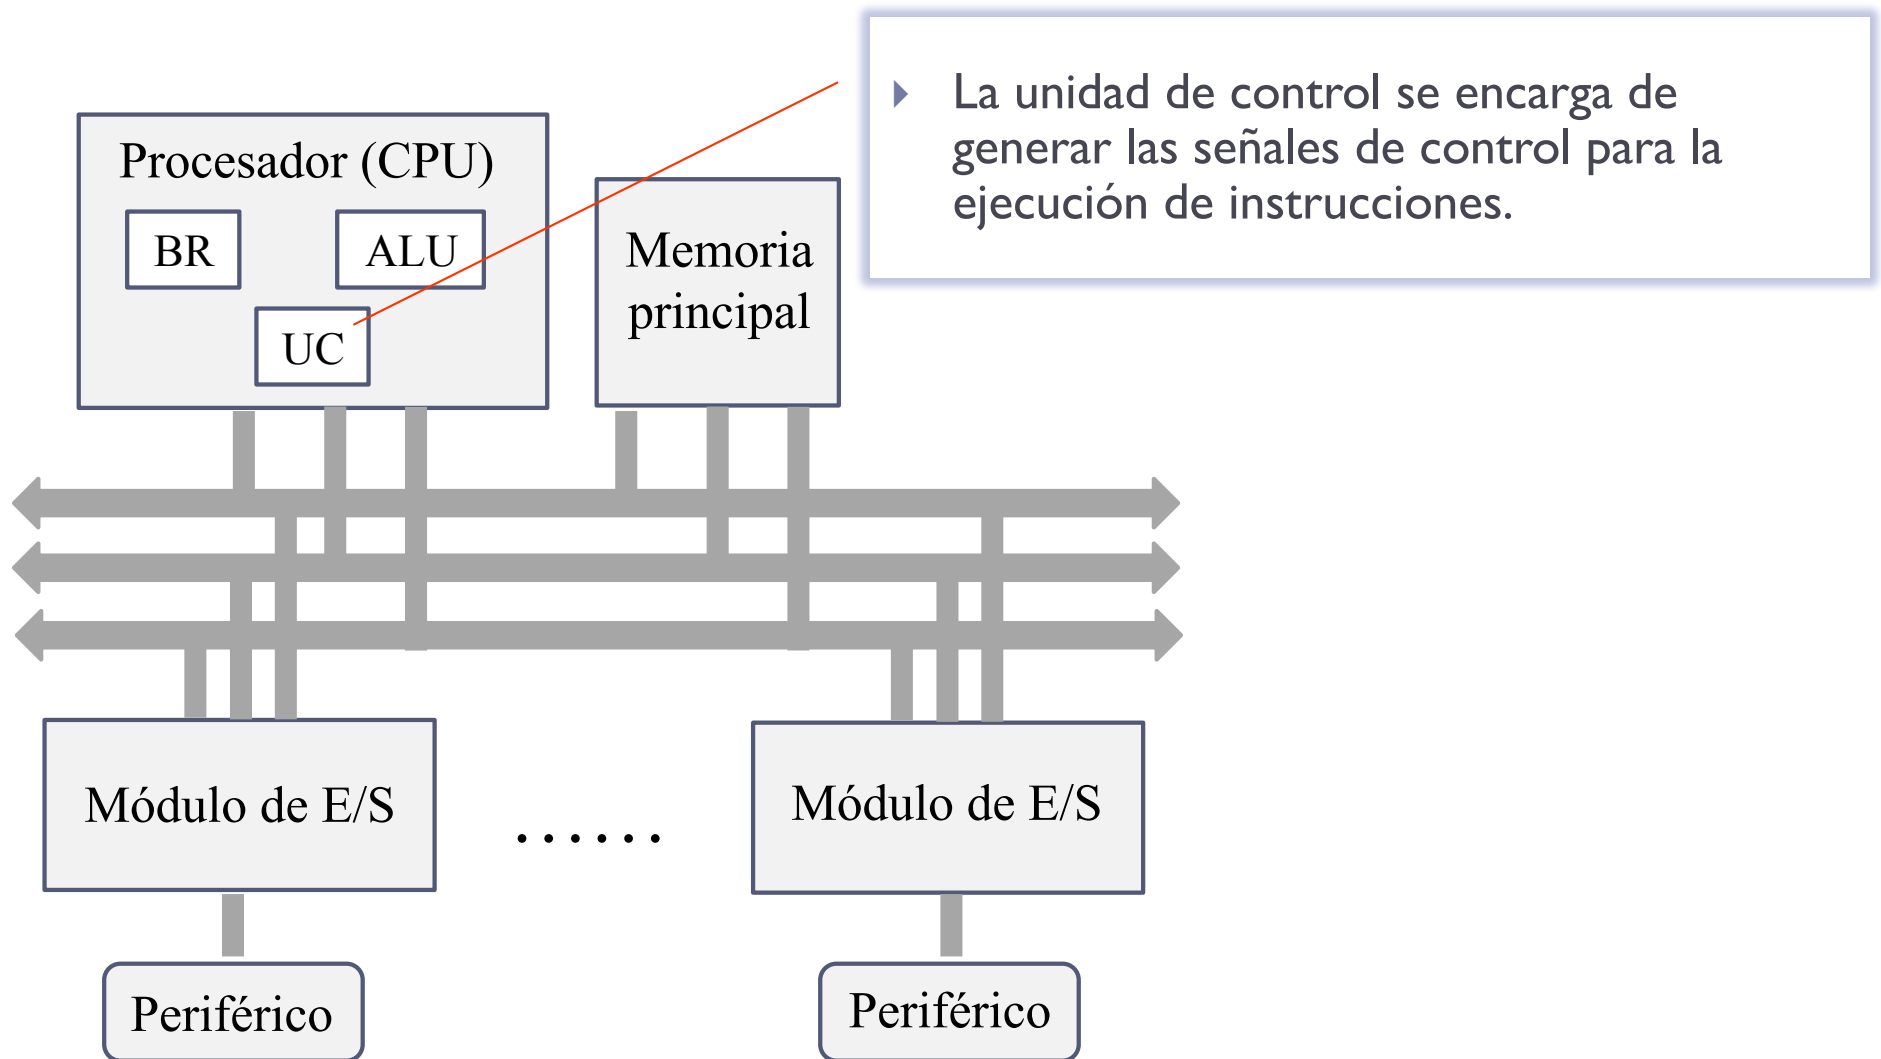 La unidad de control se encarga de
generar las señales de control para la
ejecución de instrucciones.
Procesador (CPU)
BR
ALU
UC
Memoria
principal
Módulo de E/S
......
Módulo de E/S
Periférico
Periférico